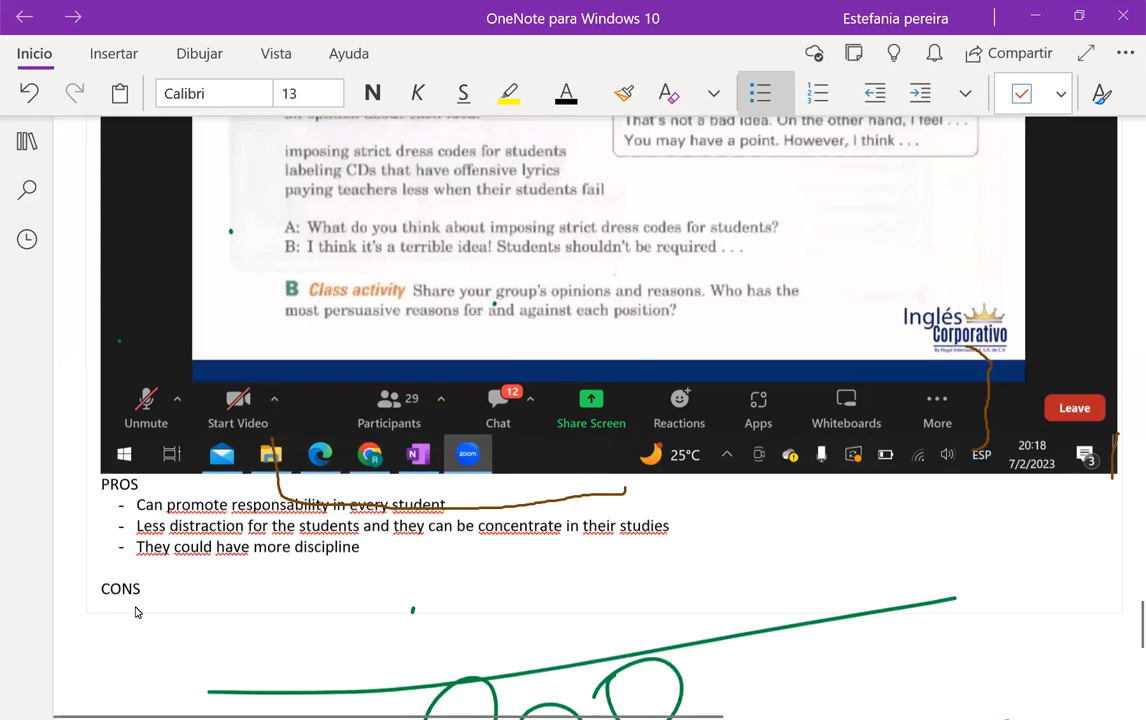 OneNote para Windows 10
Estefania pereira
Inicio
Insertar
Dibujar
Vista
Ayuda
Compartir
Calibri
13
N
K
S
A
That's not a bad idea. On the other hand, I feel . . .
You may have a point. However, I think . . .
imposing strict dress codes for students
labeling CDs that have offensive lyrics
paying teachers less when their students fail
A: What do you think about imposing strict dress codes for students?
B: I think it's a terrible idea! Students shouldn't be required . . .
B Class activity Share your group's opinions and reasons. Who has the
most persuasive reasons for and against each position?
Inglés
Corporativo
By Regal International, S.A. de C.V.
Unmute
Start Video
29
Participants
12
Chat
Share Screen
Reactions
Apps
Whiteboards
More
Leave
zoom
25°C
ESP
20:18
7/2/2023
3
PROS
- Can promote responsability in every student
- Less distraction for the students and they can be concentrate in their studies
- They could have more discipline
CONS